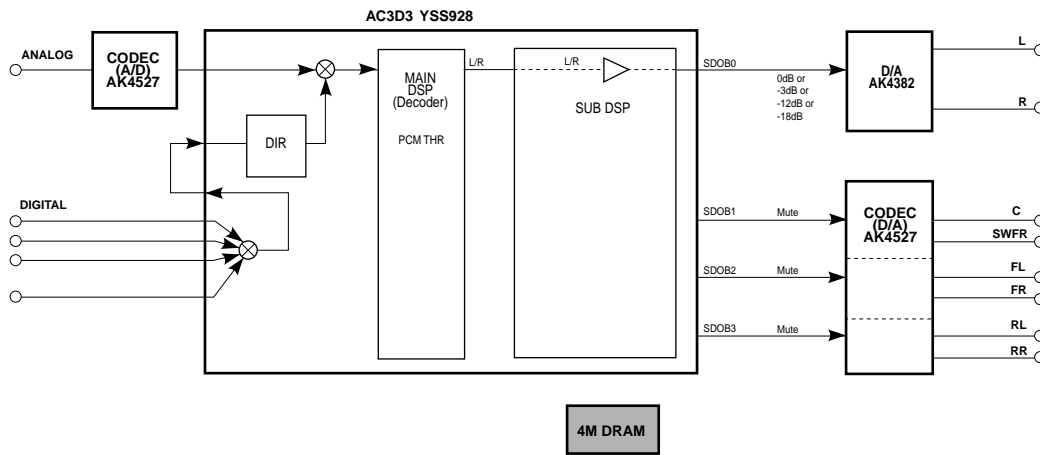 AC3D3 YSS928
ANALOG
CODEC
(A/D)
AK4527
MAIN
DSP
(Decoder)
PCM THR
L/R
L/R
SUB DSP
SDOB0
0dB or
-3dB or
-12dB or
-18dB
D/A
AK4382
L
R
DIR
DIGITAL
SDOB1
Mute
CODEC
(D/A)
AK4527
C
SWFR
SDOB2
Mute
FL
FR
SDOB3
Mute
RL
RR
4M DRAM